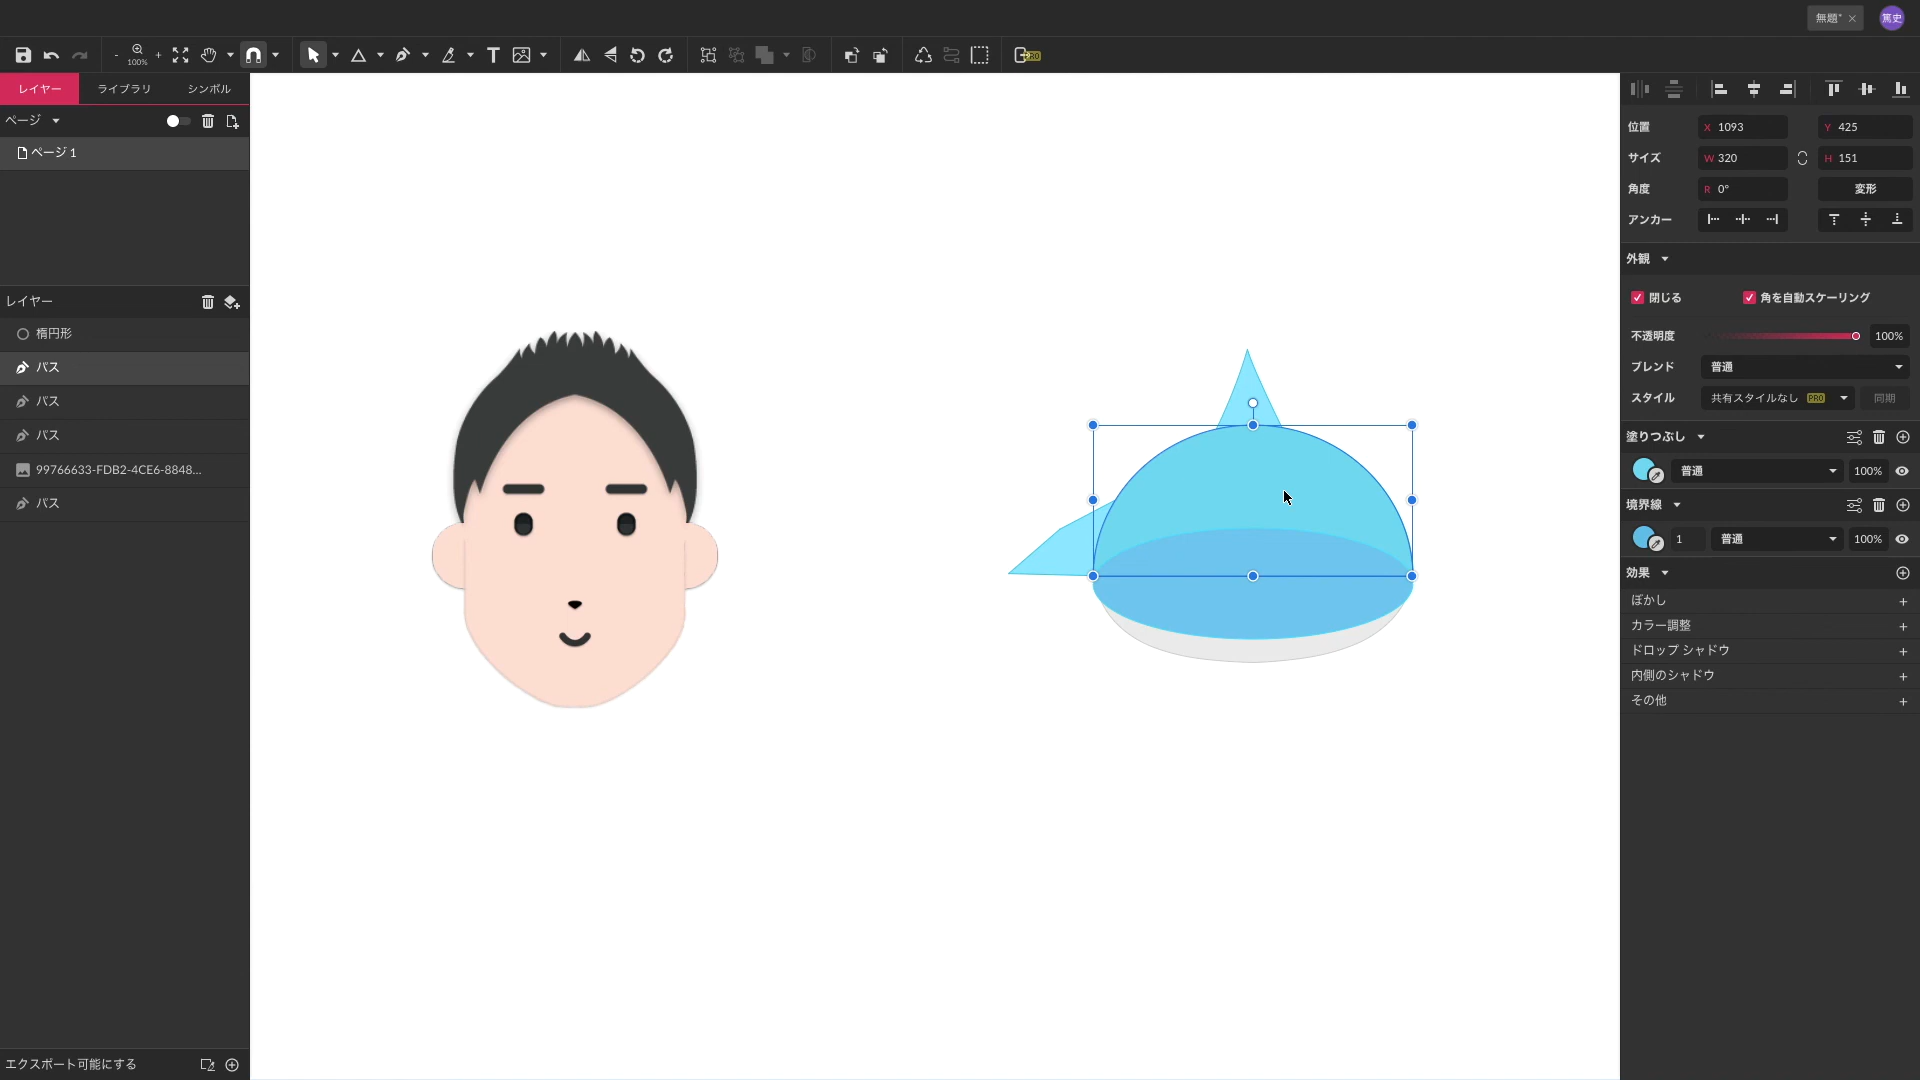 無題*
篤史
100%
T
PRO
レイヤー
ライブラリ
シンボル
ページ
ページ 1
レイヤー
楕円形
パス
パス
パス
99766633-FDB2-4CE6-8848...
パス
エクスポート可能にする
位置 X 1093 Y 425
サイズ W 320 H 151
角度 R 0° 変形
アンカー
外観
閉じる 角を自動スケーリング
不透明度 100%
ブレンド 普通
スタイル 共有スタイルなし PRO 同期
塗りつぶし
普通 100%
境界線
1 普通 100%
効果
ぼかし +
カラー調整 +
ドロップ シャドウ +
内側のシャドウ +
その他 +